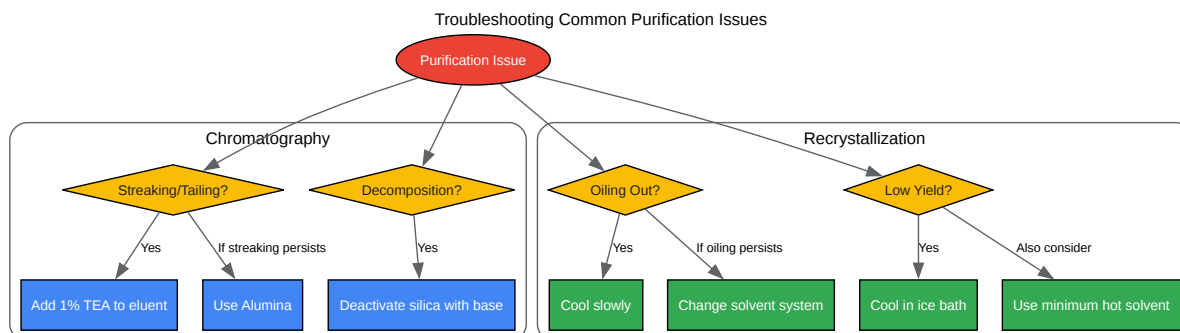 Troubleshooting Common Purification Issues
Purification Issue
Chromatography
Recrystallization
Streaking/Tailing?
Decomposition?
Oiling Out?
Low Yield?
Yes
If streaking persists
Yes
Yes
If oiling persists
Yes
Also consider
Add 1% TEA to eluent
Use Alumina
Deactivate silica with base
Cool slowly
Change solvent system
Cool in ice bath
Use minimum hot solvent